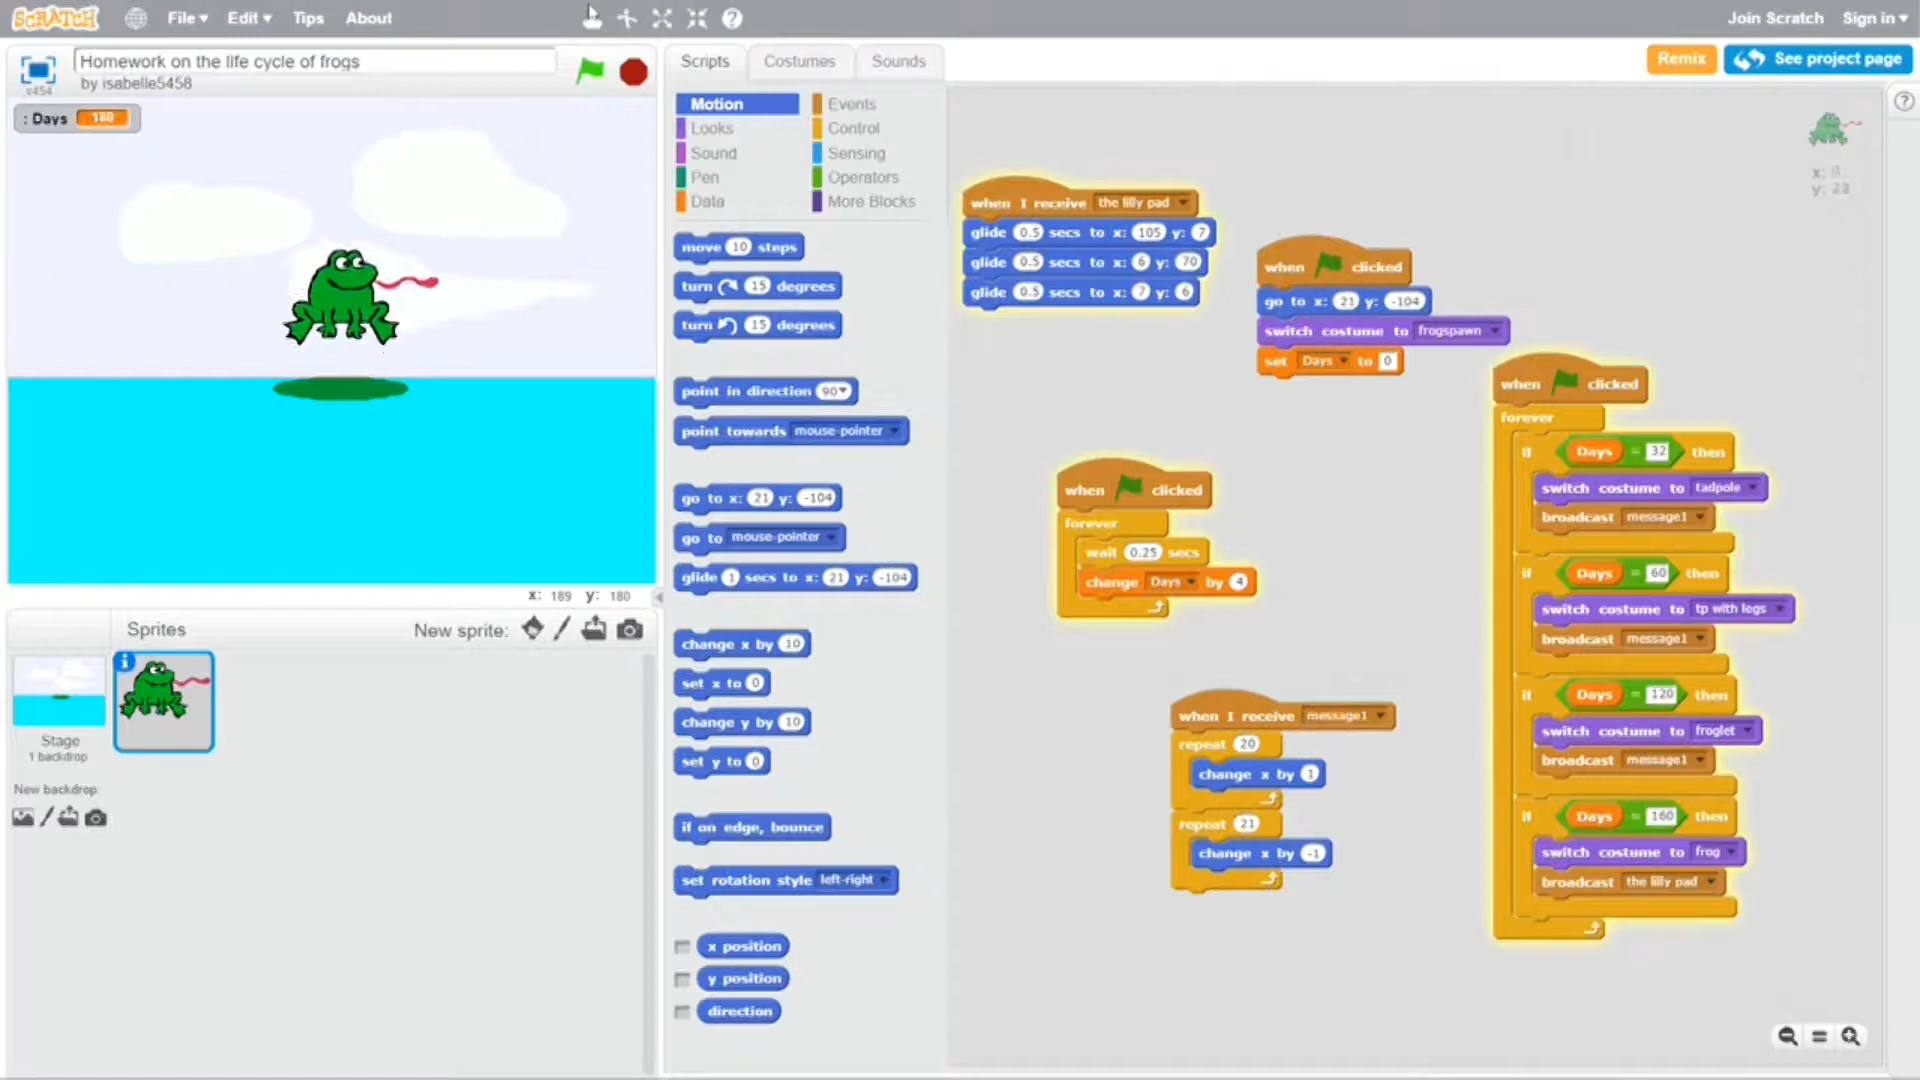 SCRATCH File Edit Tips About Join Scratch Sign in
Homework on the life cycle of frogs
by isabelle5458
v454
: Days 180
x: 189 y: 180
Sprites New sprite:
Stage
1 backdrop
New backdrop:
Scripts Costumes Sounds
Remix See project page
Motion Events
Looks Control
Sound Sensing
Pen Operators
Data More Blocks
move 10 steps
turn 15 degrees
turn 15 degrees
point in direction 90
point towards mouse-pointer
go to x: 21 y: -104
go to mouse-pointer
glide 1 secs to x: 21 y: -104
change x by 10
set x to 0
change y by 10
set y to 0
if on edge, bounce
set rotation style left-right
x position
y position
direction
when I receive the lilly pad
glide 0.5 secs to x: 105 y: 7
glide 0.5 secs to x: 6 y: 70
glide 0.5 secs to x: 7 y: 6
when clicked
go to x: 21 y: -104
switch costume to frogspawn
set Days to 0
when clicked
forever
wait 0.25 secs
change Days by 4
when I receive message1
repeat 20
change x by 1
repeat 21
change x by -1
when clicked
forever
if Days = 32 then
switch costume to tadpole
broadcast message1
if Days = 60 then
switch costume to tp with legs
broadcast message1
if Days = 120 then
switch costume to froglet
broadcast message1
if Days = 160 then
switch costume to frog
broadcast the lilly pad
y: 23